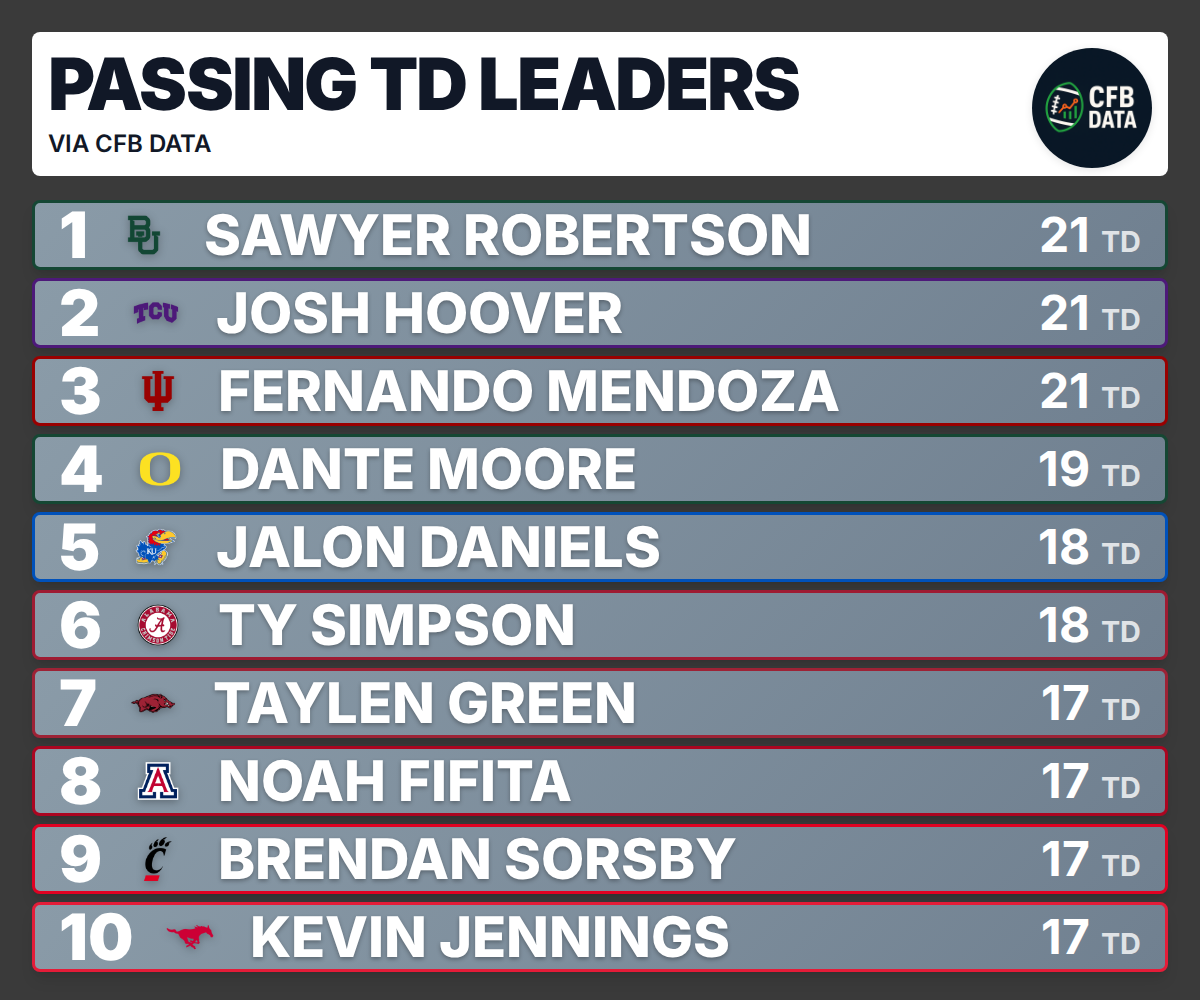 PASSING TD LEADERS
VIA CFB DATA
CFB
DATA
1 BU SAWYER ROBERTSON 21 TD
2 TCU JOSH HOOVER 21 TD
3 FERNANDO MENDOZA 21 TD
4 O DANTE MOORE 19 TD
5 KU JALON DANIELS 18 TD
6 ALABAMA A CRIMSON TIDE TY SIMPSON 18 TD
7 TAYLEN GREEN 17 TD
8 A NOAH FIFITA 17 TD
9 C BRENDAN SORSBY 17 TD
10 KEVIN JENNINGS 17 TD